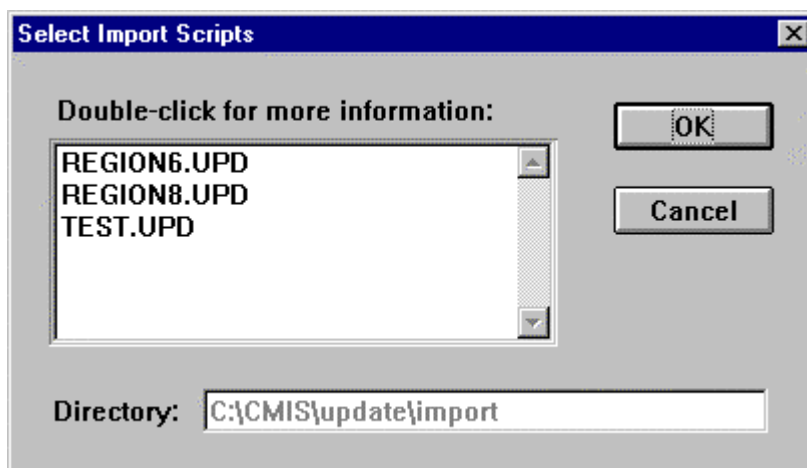 Select Import Scripts
Double-click for more information:
REGION6.UPD
REGION8.UPD
TEST.UPD
OK
Cancel
Directory: C:\CMIS\update\import